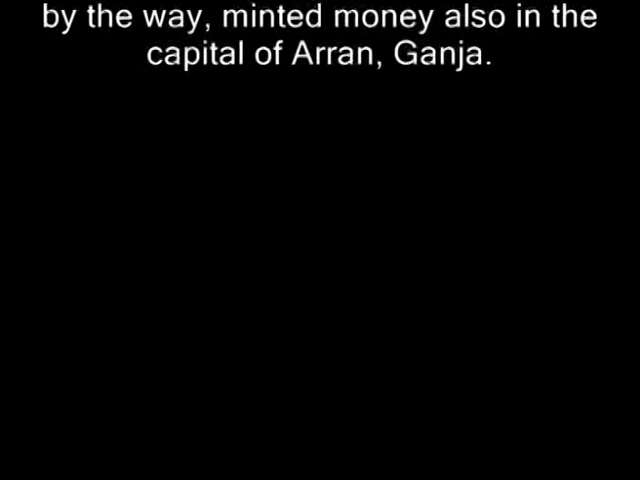 by the way, minted money also in the
capital of Arran, Ganja.